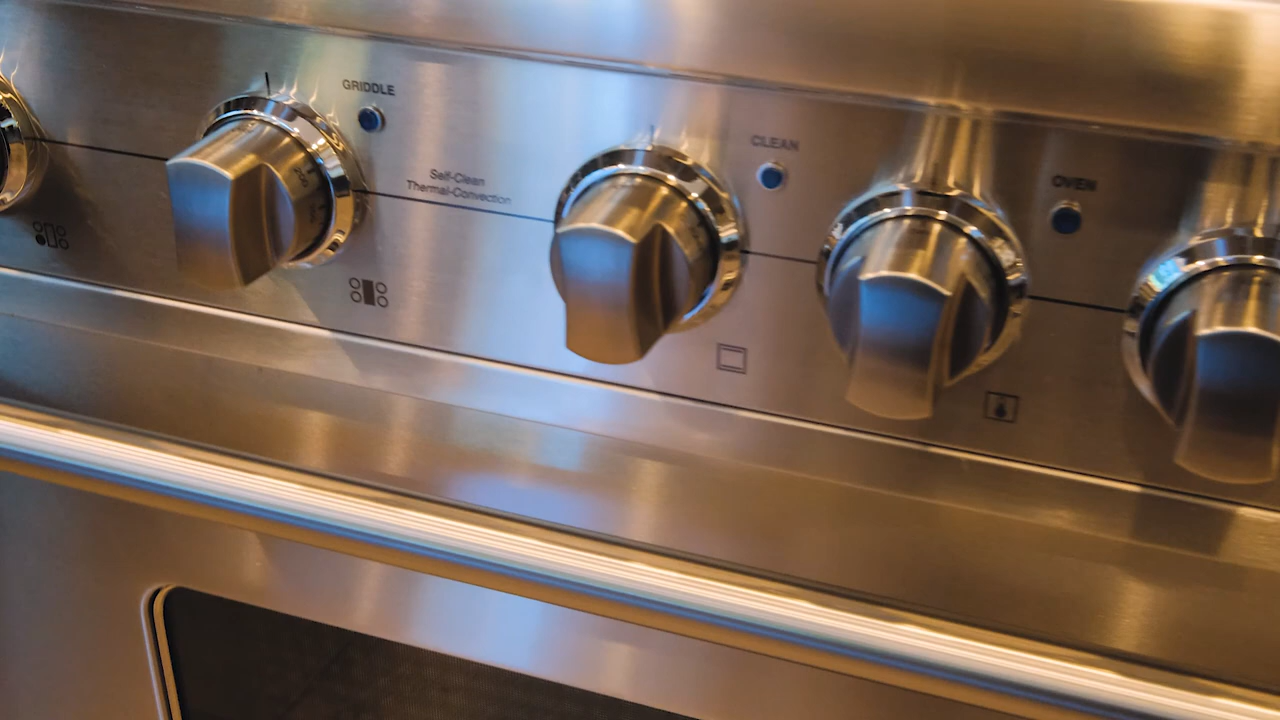 GRIDDLE
Self-Clean
Thermal-Convection
CLEAN
OVEN